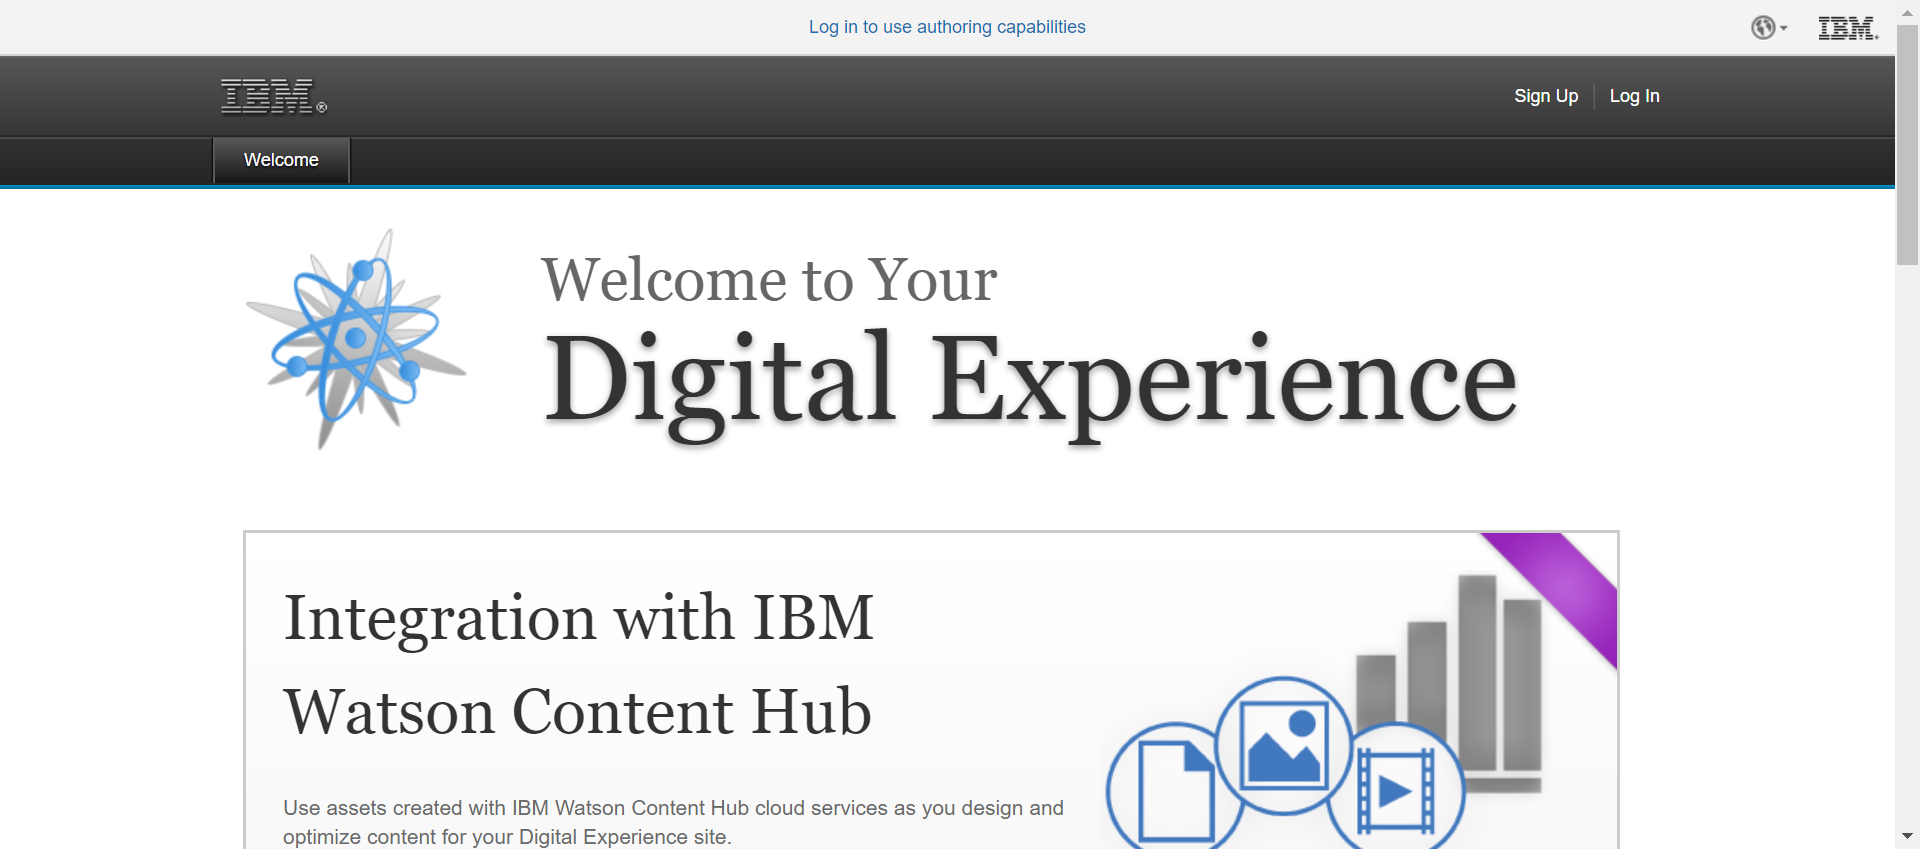 Log in to use authoring capabilities
IBM
IBM®
Sign Up
Log In
Welcome
Welcome to Your
Digital Experience
Integration with IBM
Watson Content Hub
Use assets created with IBM Watson Content Hub cloud services as you design and
optimize content for your Digital Experience site.